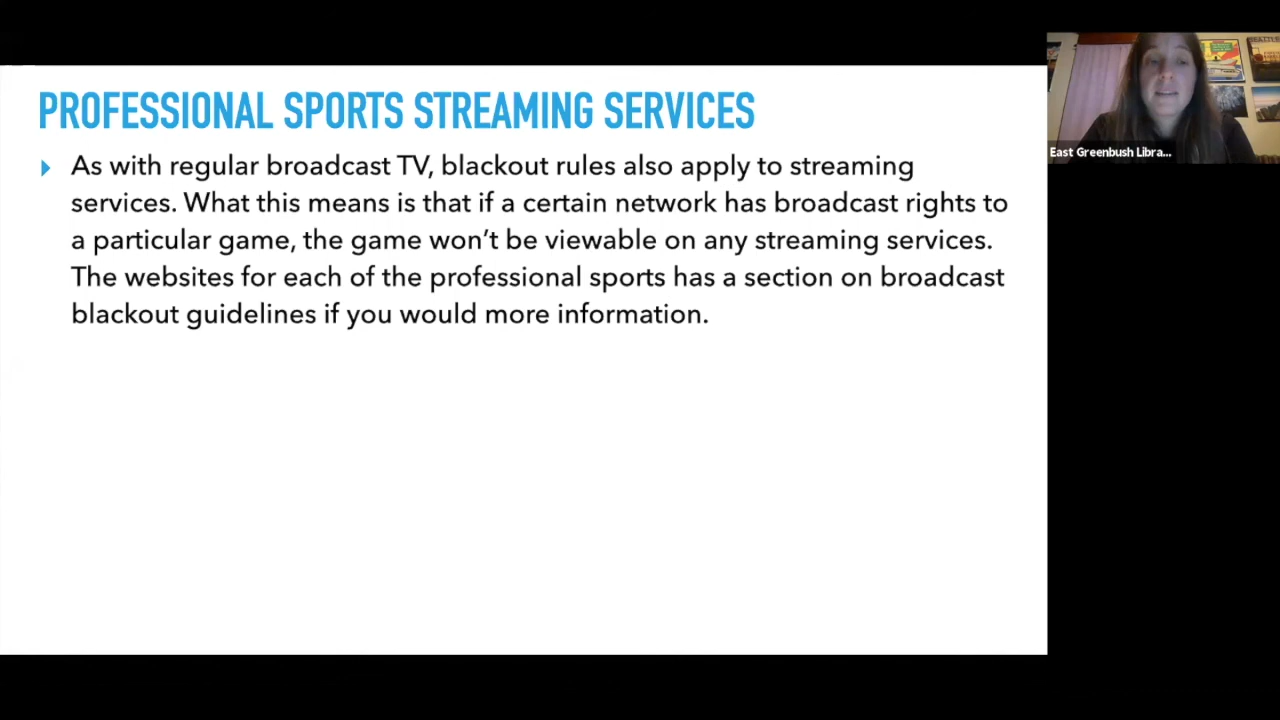 PROFESSIONAL SPORTS STREAMING SERVICES
As with regular broadcast TV, blackout rules also apply to streaming
services. What this means is that if a certain network has broadcast rights to
a particular game, the game won’t be viewable on any streaming services.
The websites for each of the professional sports has a section on broadcast
blackout guidelines if you would more information.
SEATTLE
East Greenbush Libra...